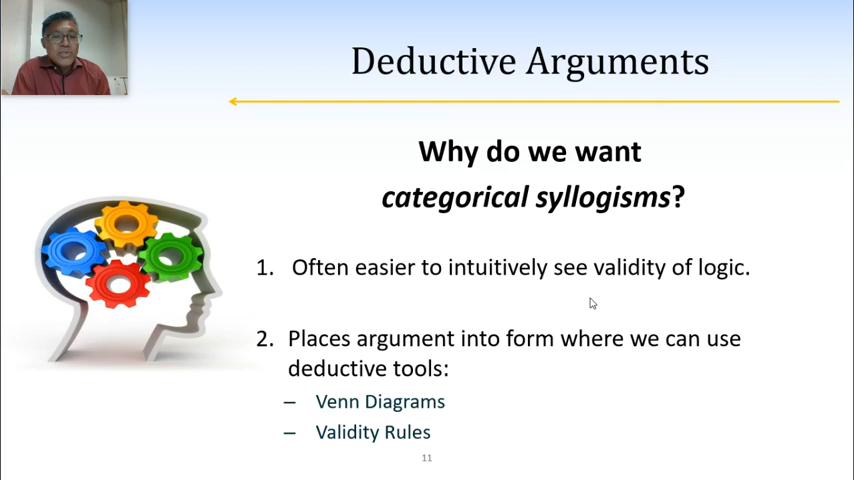 Deductive Arguments
Why do we want
categorical syllogisms?
1. Often easier to intuitively see validity of logic.
2. Places argument into form where we can use
deductive tools:
– Venn Diagrams
– Validity Rules
11